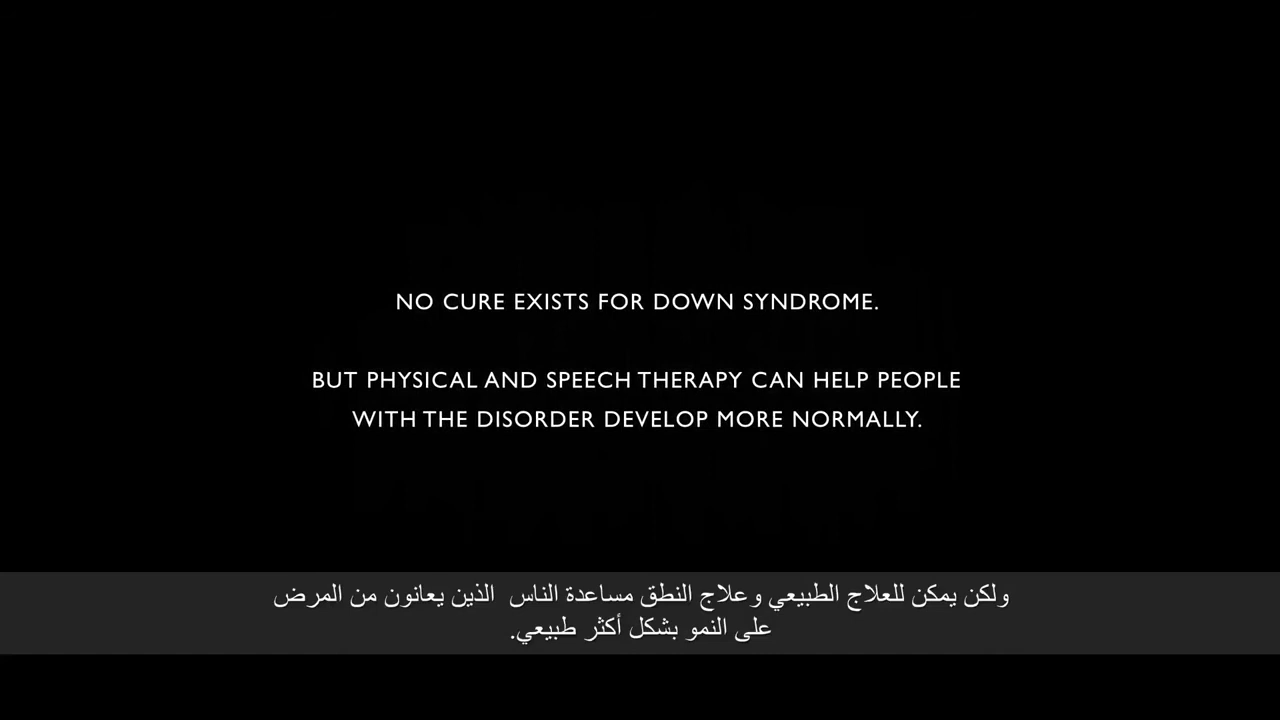 NO CURE EXISTS FOR DOWN SYNDROME.
BUT PHYSICAL AND SPEECH THERAPY CAN HELP PEOPLE
WITH THE DISORDER DEVELOP MORE NORMALLY.
ولكن يمكن للعلاج الطبيعي وعلاج النطق مساعدة الناس الذين يعانون من المرض
على النمو بشكل أكثر طبيعي.